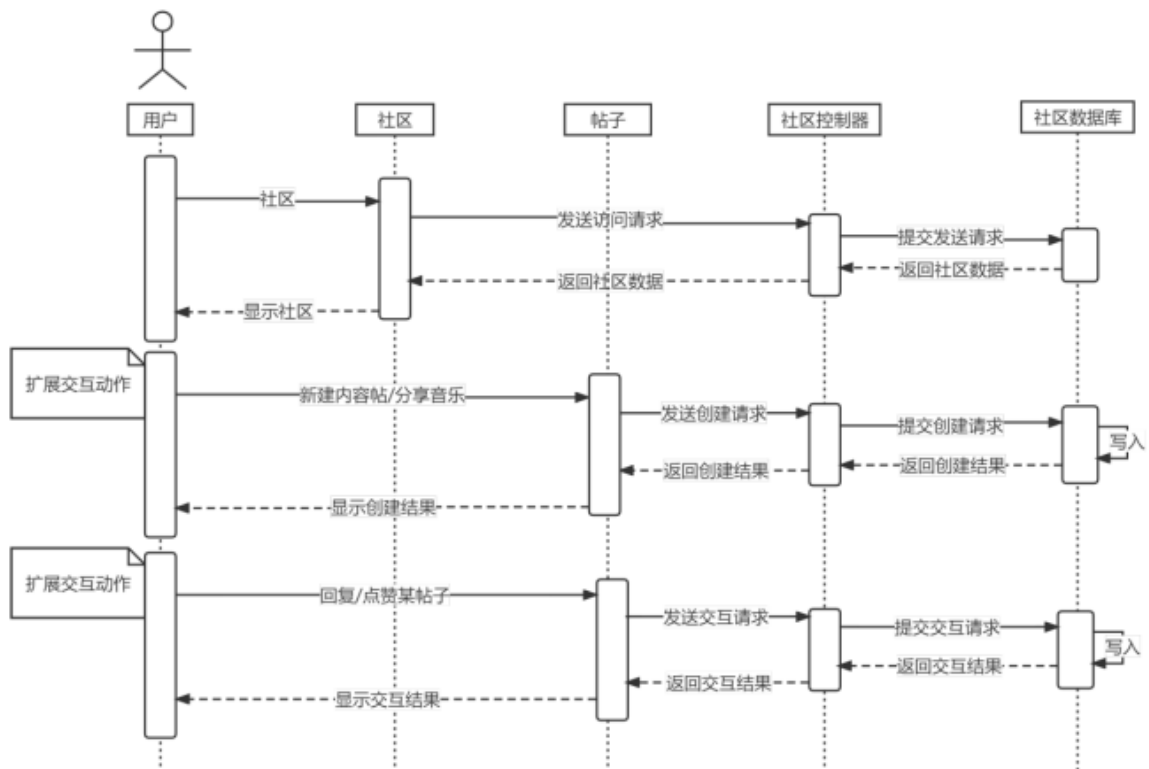 用户
社区
帖子
社区控制器
社区数据库
社区
发送访问请求
提交发送请求
返回社区数据
返回社区数据
显示社区
扩展交互动作
新建内容帖/分享音乐
发送创建请求
提交创建请求
写入
返回创建结果
返回创建结果
显示创建结果
扩展交互动作
回复/点赞某帖子
发送交互请求
提交交互请求
写入
返回交互结果
返回交互结果
显示交互结果